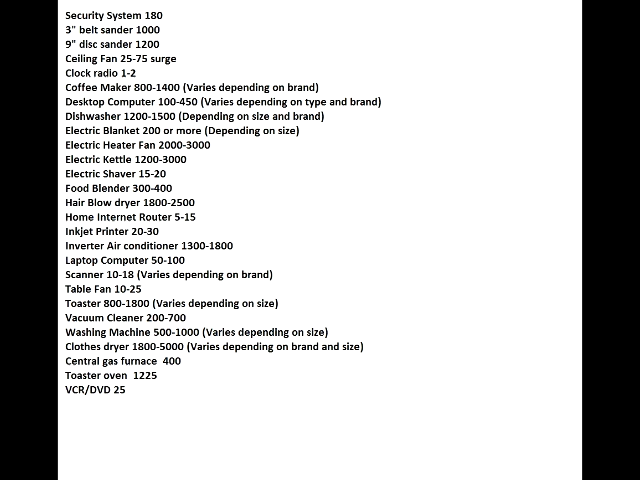 Security System 180
3" belt sander 1000
9" disc sander 1200
Ceiling Fan 25-75 surge
Clock radio 1-2
Coffee Maker 800-1400 (Varies depending on brand)
Desktop Computer 100-450 (Varies depending on type and brand)
Dishwasher 1200-1500 (Depending on size and brand)
Electric Blanket 200 or more (Depending on size)
Electric Heater Fan 2000-3000
Electric Kettle 1200-3000
Electric Shaver 15-20
Food Blender 300-400
Hair Blow dryer 1800-2500
Home Internet Router 5-15
Inkjet Printer 20-30
Inverter Air conditioner 1300-1800
Laptop Computer 50-100
Scanner 10-18 (Varies depending on brand)
Table Fan 10-25
Toaster 800-1800 (Varies depending on size)
Vacuum Cleaner 200-700
Washing Machine 500-1000 (Varies depending on size)
Clothes dryer 1800-5000 (Varies depending on brand and size)
Central gas furnace  400
Toaster oven  1225
VCR/DVD 25